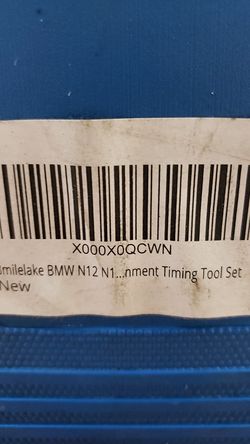 X000X0QCWN
smilelake BMW N12 N1...nment Timing Tool Set
New